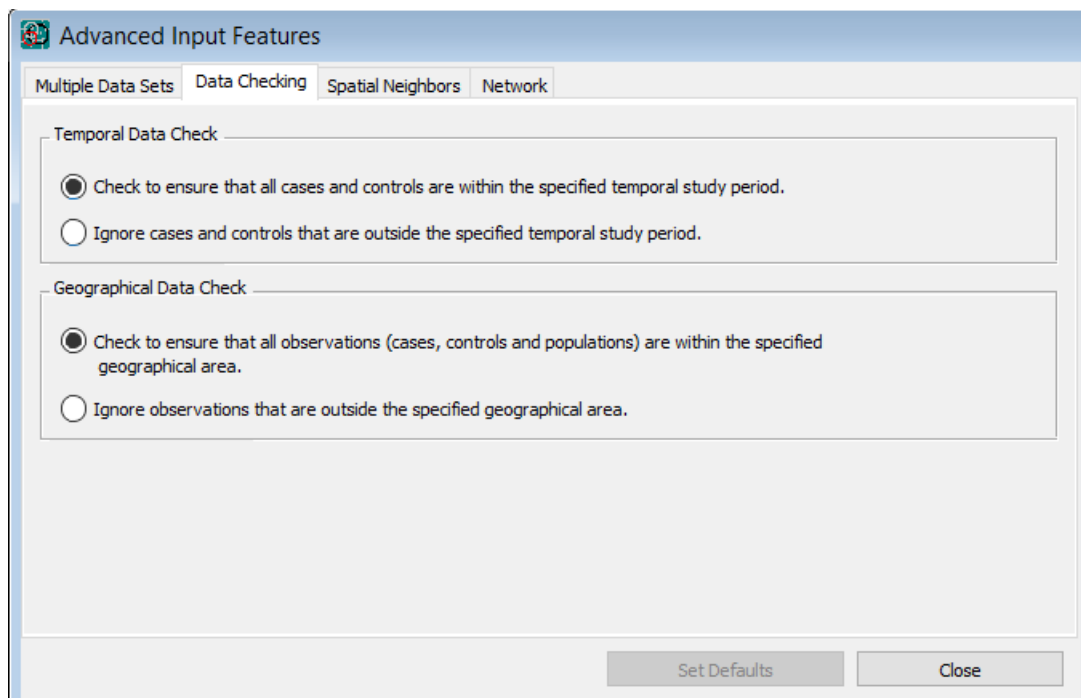 Advanced Input Features
Multiple Data Sets
Data Checking
Spatial Neighbors
Network
Temporal Data Check
Check to ensure that all cases and controls are within the specified temporal study period.
Ignore cases and controls that are outside the specified temporal study period.
Geographical Data Check
Check to ensure that all observations (cases, controls and populations) are within the specified
geographical area.
Ignore observations that are outside the specified geographical area.
Set Defaults
Close